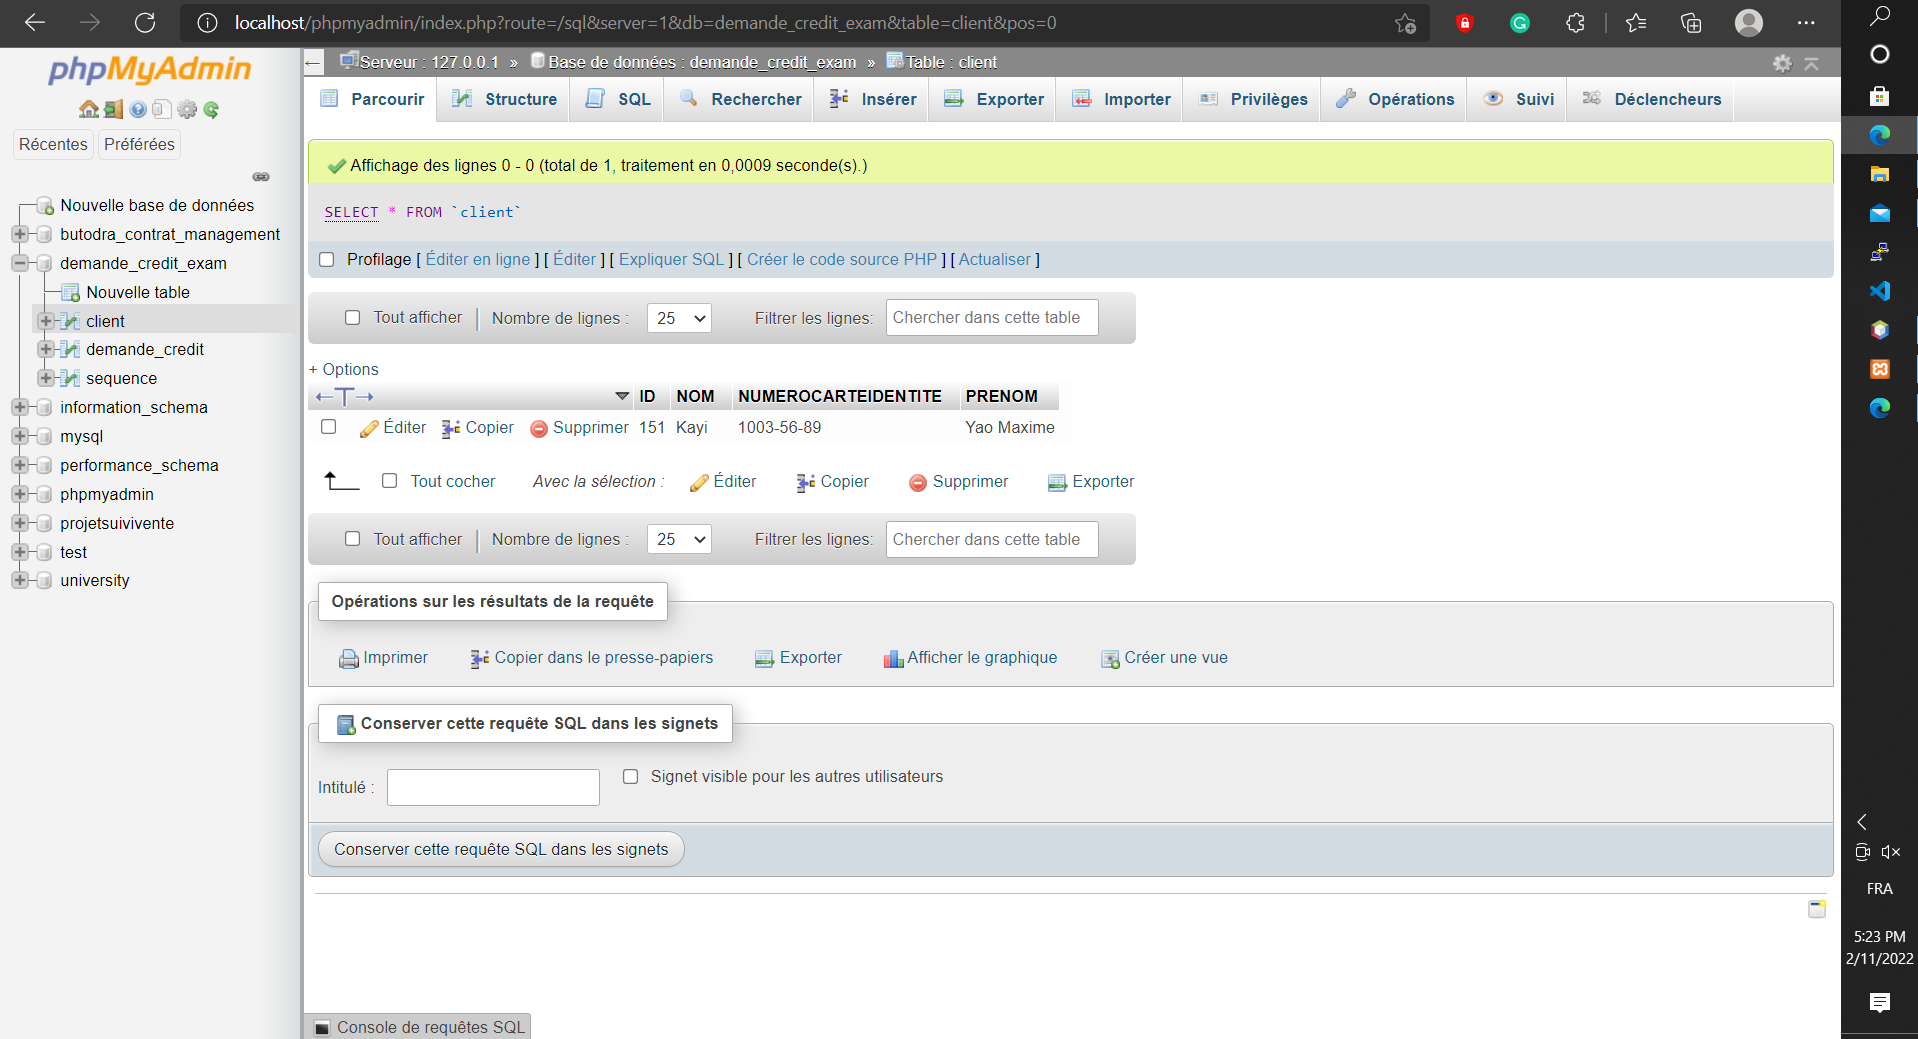 localhost/phpmyadmin/index.php?route=/sql&server=1&db=demande_credit_exam&table=client&pos=0
phpMyAdmin
Récentes Préférées
Nouvelle base de données
butodra_contrat_management
demande_credit_exam
Nouvelle table
client
demande_credit
sequence
information_schema
mysql
performance_schema
phpmyadmin
projetsuivivente
test
university
Serveur : 127.0.0.1 » Base de données : demande_credit_exam » Table : client
Parcourir Structure SQL Rechercher Insérer Exporter Importer Privilèges Opérations Suivi Déclencheurs
Affichage des lignes 0 - 0 (total de 1, traitement en 0,0009 seconde(s).)
SELECT * FROM `client`
Profilage [ Éditer en ligne ] [ Éditer ] [ Expliquer SQL ] [ Créer le code source PHP ] [ Actualiser ]
Tout afficher Nombre de lignes : 25 Filtrer les lignes: Chercher dans cette table
+ Options
←T→ ID NOM NUMEROCARTEIDENTITE PRENOM
Éditer Copier Supprimer 151 Kayi 1003-56-89 Yao Maxime
Tout cocher Avec la sélection : Éditer Copier Supprimer Exporter
Tout afficher Nombre de lignes : 25 Filtrer les lignes: Chercher dans cette table
Opérations sur les résultats de la requête
Imprimer Copier dans le presse-papiers Exporter Afficher le graphique Créer une vue
Conserver cette requête SQL dans les signets
Intitulé : Signet visible pour les autres utilisateurs
Conserver cette requête SQL dans les signets
Console de requêtes SQL
FRA
5:23 PM
2/11/2022